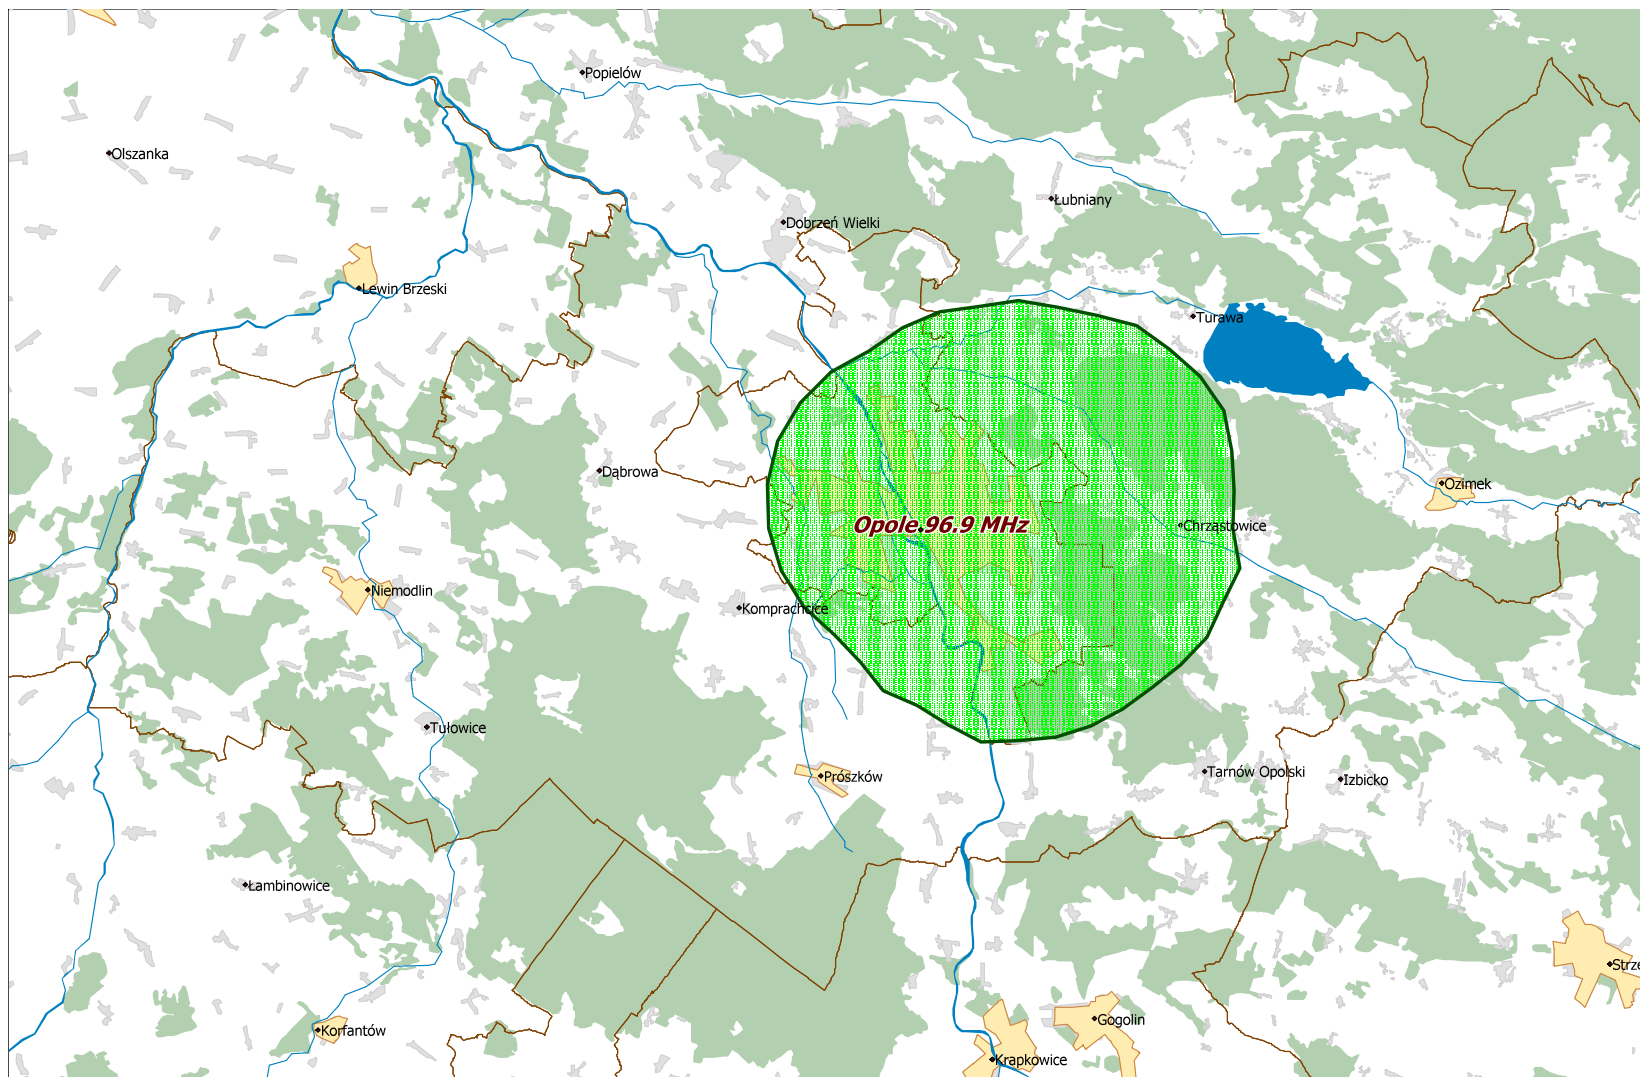 Popielów
Olszanka
Łubniany
Dobrzeń Wielki
Lewin Brzeski
Turawa
Dąbrowa
Ozimek
Opole 96.9 MHz
Chrząstowice
Niemodlin
Komprachcice
Tułowice
Prószków
Tarnów Opolski
Izbicko
Łambinowice
Strze
Gogolin
Korfantów
Krapkowice